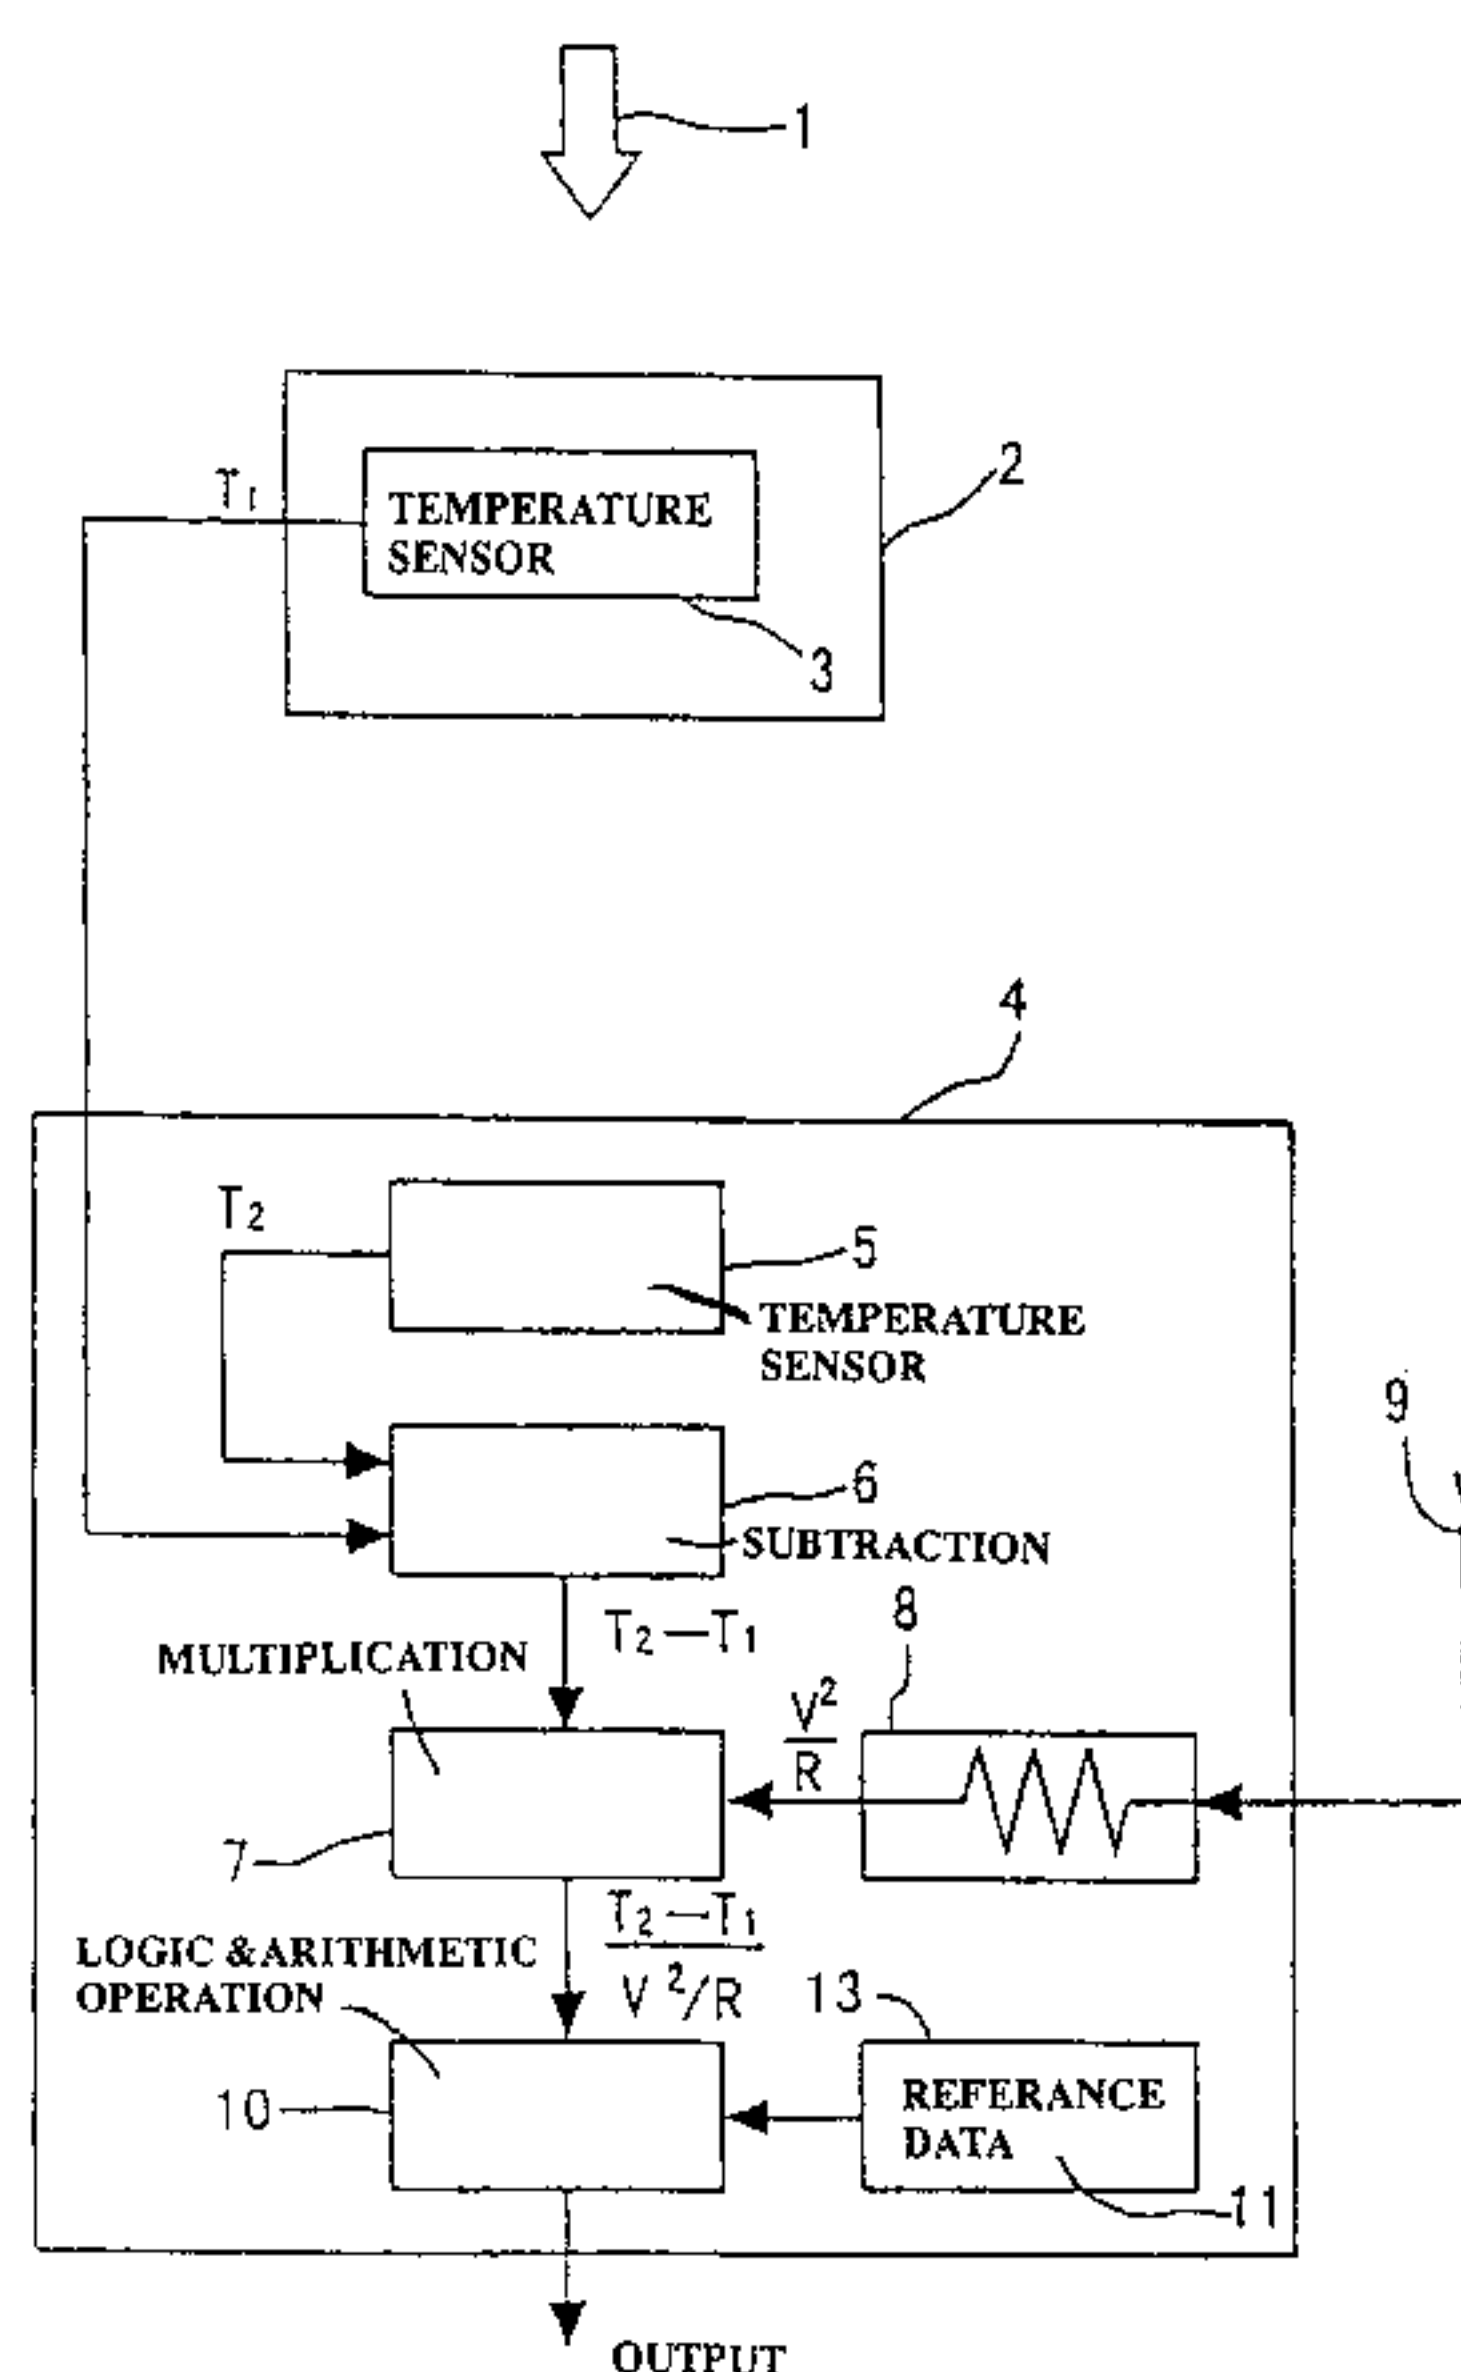 1
2
T1
TEMPERATURE
SENSOR
3
4
T2
5
TEMPERATURE
SENSOR
9
6
SUBTRACTION
8
T2—T1
MULTIPLICATION
V²
R
7
T2—T1
V²/R
LOGIC &ARITHMETIC
OPERATION
13
10
REFERANCE
DATA
11
OUTPUT